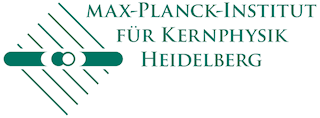 MAX-PLANCK-INSTITUT
FÜR KERNPHYSIK
HEIDELBERG